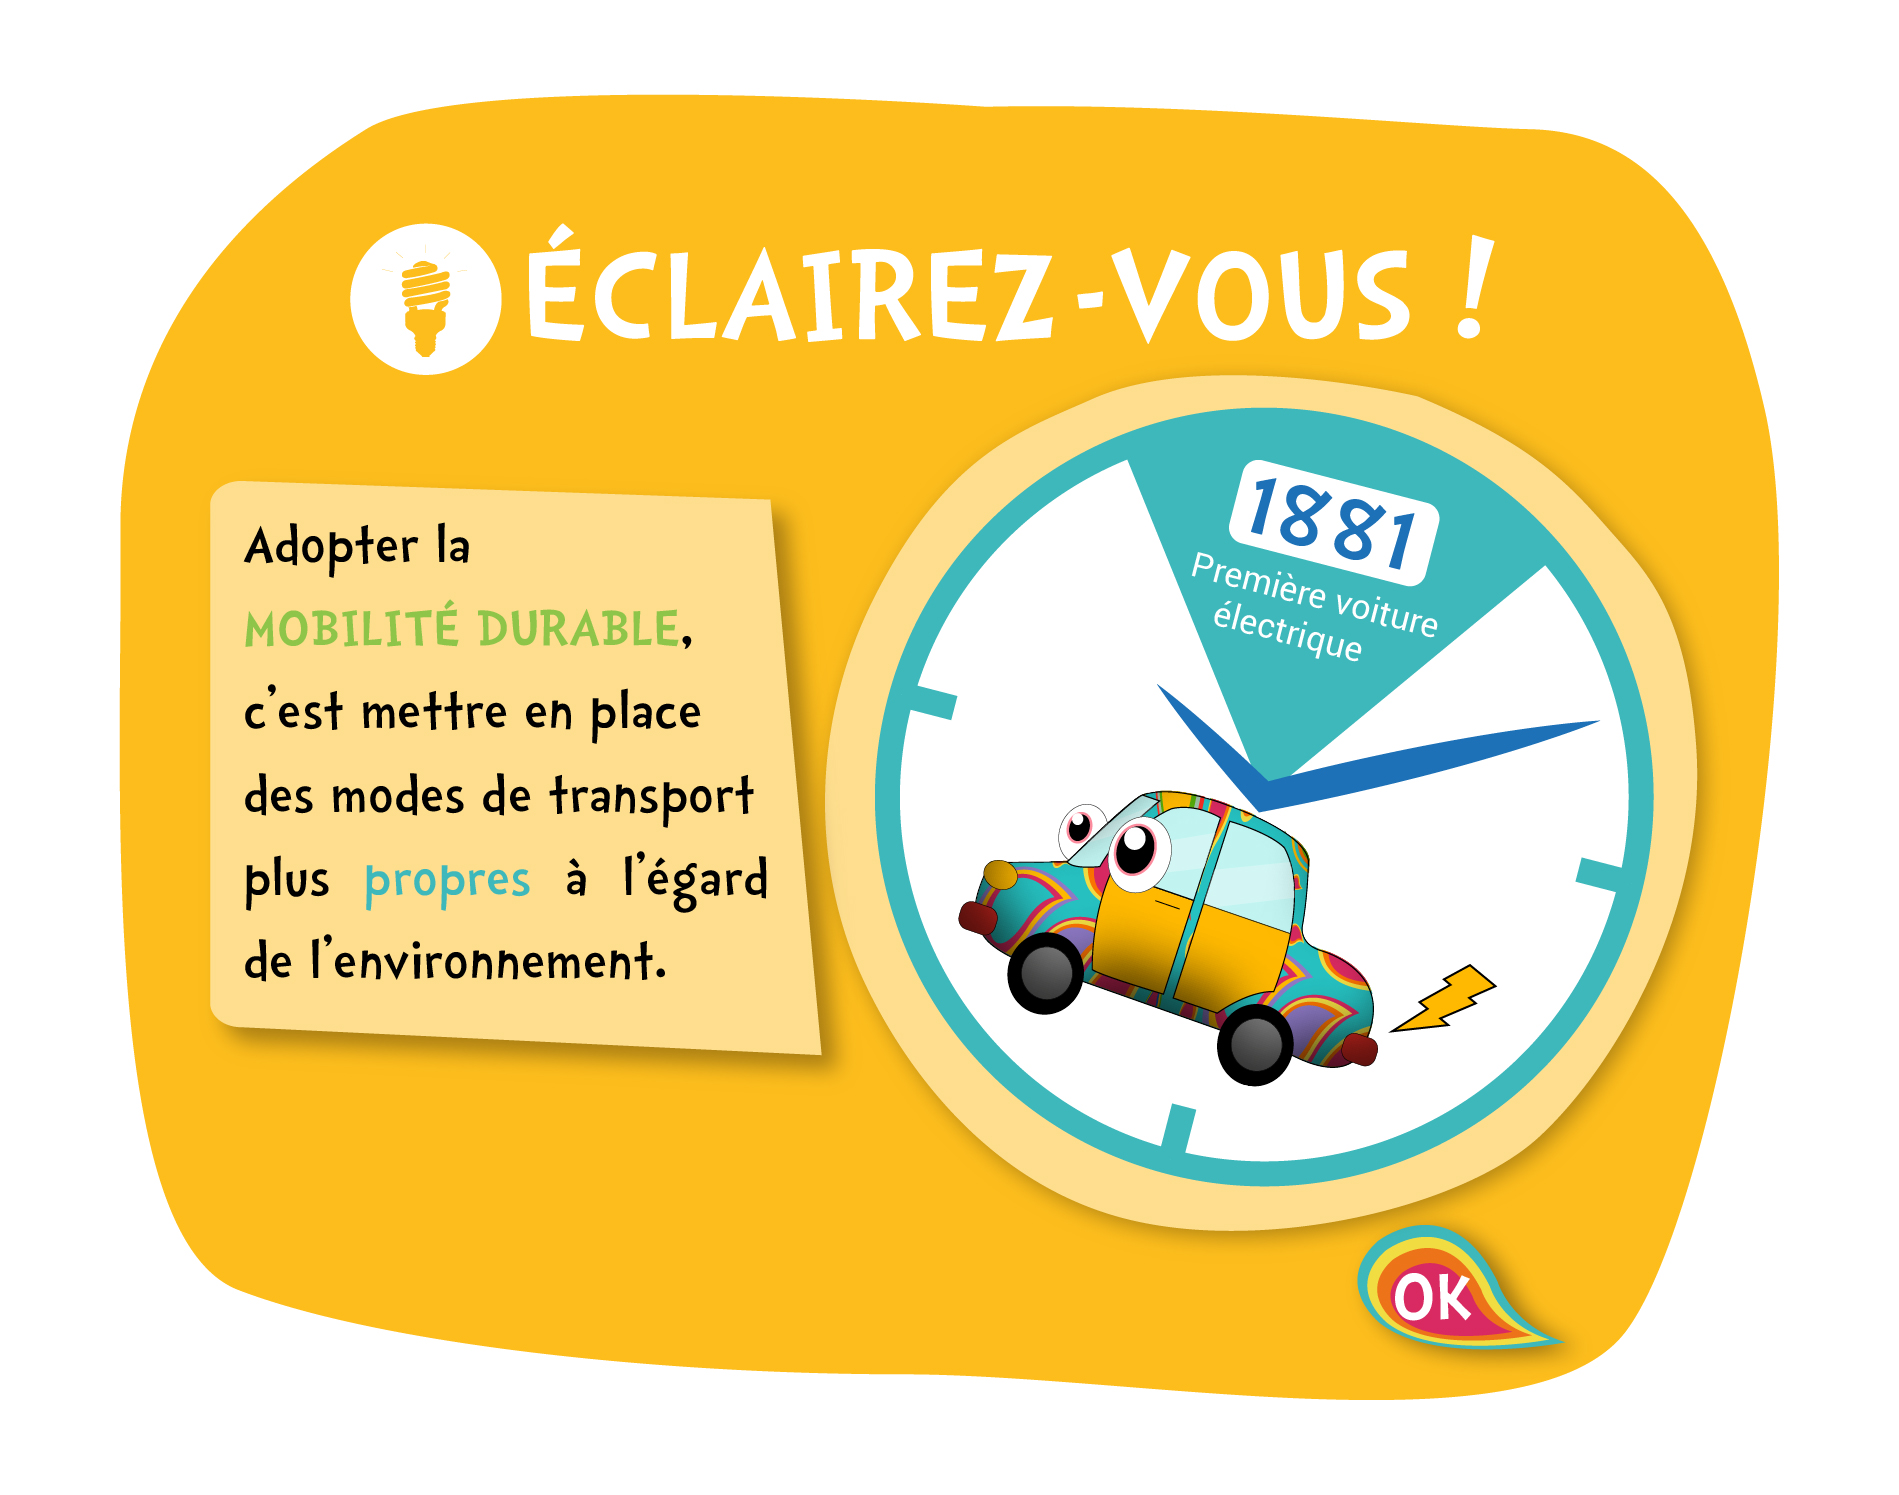 ÉCLAIREZ-VOUS !
Adopter la
MOBILITÉ DURABLE,
c'est mettre en place
des modes de transport
plus propres à l'égard
de l'environnement.
1881
Première voiture
électrique
OK